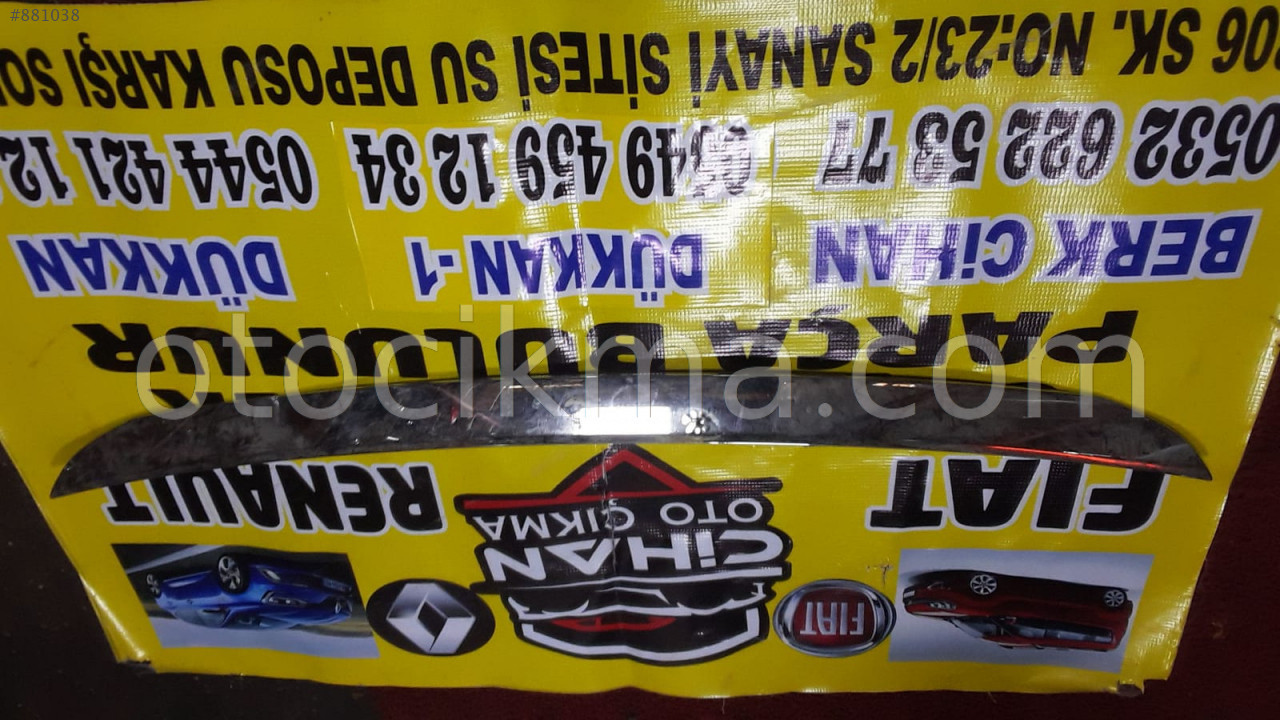 #881038
FIAT
CİHAN
OTO ÇIKMA
FIAT RENAULT
PARÇA BULUNUR
BERK CİHAN DÜKKAN -1 DÜKKAN
0532 622 53 77 0549 459 12 34 0544 421 12
06 SK. NO:23/2 SANAYİ SİTESİ SU DEPOSU KARŞI
otocikma.com